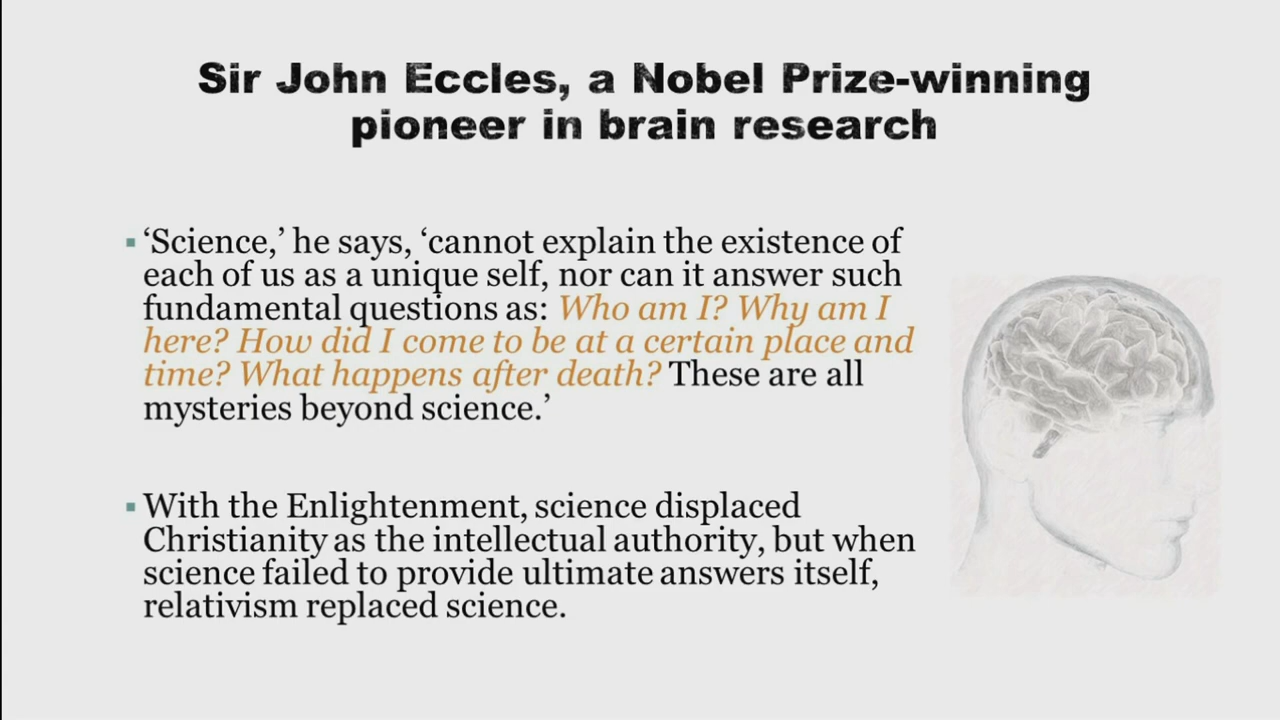 Sir John Eccles, a Nobel Prize-winning
pioneer in brain research
▪ ‘Science,’ he says, ‘cannot explain the existence of
each of us as a unique self, nor can it answer such
fundamental questions as: Who am I? Why am I
here? How did I come to be at a certain place and
time? What happens after death? These are all
mysteries beyond science.’
▪ With the Enlightenment, science displaced
Christianity as the intellectual authority, but when
science failed to provide ultimate answers itself,
relativism replaced science.